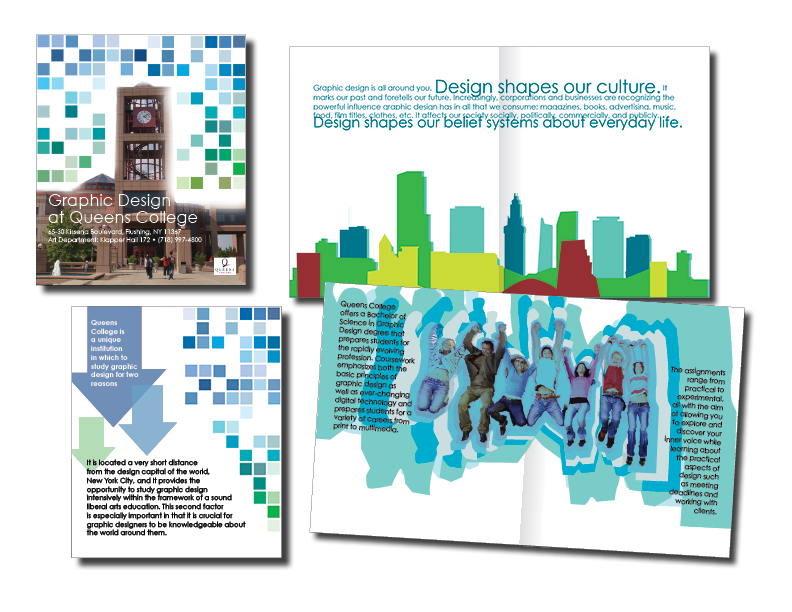 Graphic Design
at Queens College
65-30 Kissena Boulevard, Flushing, NY 11367
Art Department: Klapper Hall 172 • (718) 997-4800
QUEENS
Graphic design is all around you. Design shapes our culture. It
marks our past and foretells our future. Increasingly, corporations and businesses are recognizing the
powerful influence graphic design has in all that we consume: magazines, books, advertising, music,
food, film titles, clothes, etc. It affects our society socially, politically, commercially, and publicly.
Design shapes our belief systems about everyday life.
Queens
College is
a unique
institution
in which to
study graphic
design for two
reasons
It is located a very short distance
from the design capital of the world,
New York City, and it provides the
opportunity to study graphic design
intensively within the framework of a sound
liberal arts education. This second factor
is especially important in that it is crucial for
graphic designers to be knowledgeable about
the world around them.
Queens College
offers a Bachelor of
Science in Graphic
Design degree that
prepares students for
the rapidly evolving
profession. Coursework
emphasizes both the
basic principles of
graphic design as
well as ever-changing
digital technology and
prepares students for a
variety of careers from
print to multimedia.
The assignments
range from
practical to
experimental,
all with the aim
of allowing you
to explore and
discover your
inner voice while
learning about
the practical
aspects of
design such
as meeting
deadlines and
working with
clients.